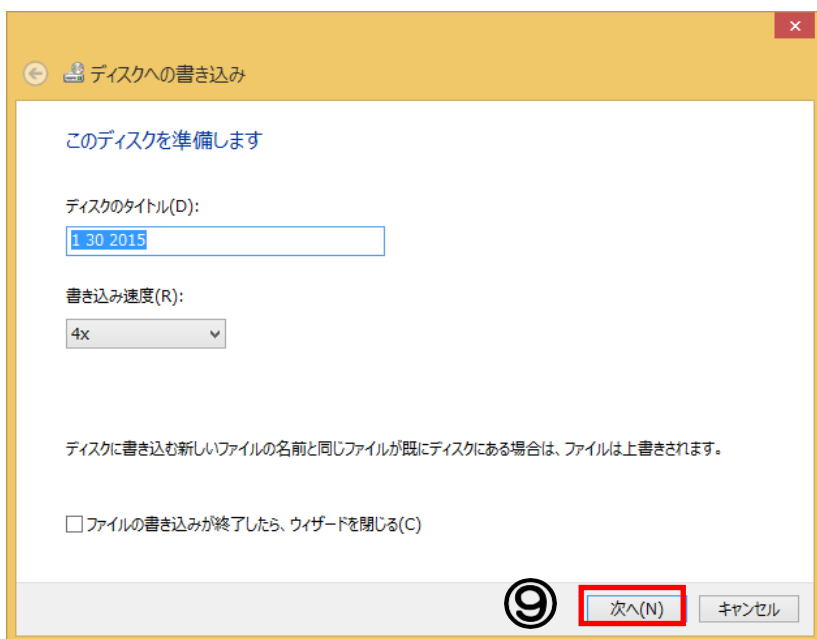 ディスクへの書き込み
このディスクを準備します
ディスクのタイトル(D):
1 30 2015
書き込み速度(R):
4x
ディスクに書き込む新しいファイルの名前と同じファイルが既にディスクにある場合は、ファイルは上書きされます。
ファイルの書き込みが終了したら、ウィザードを閉じる(C)
⑨ 次へ(N) キャンセル